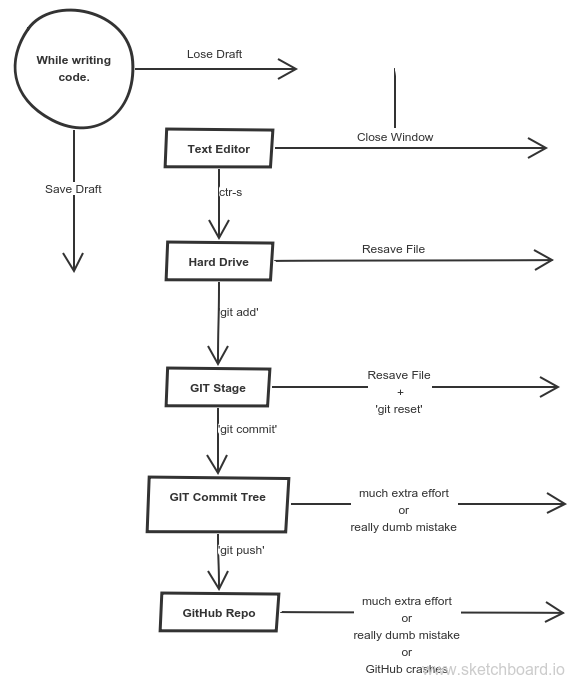 Lose Draft
While writing
code.
Close Window
Text Editor
Save Draft
ctr-s
Resave File
Hard Drive
'git add'
Resave File
+
'git reset'
GIT Stage
'git commit'
much extra effort
or
really dumb mistake
GIT Commit Tree
'git push'
much extra effort
or
really dumb mistake
or
GitHub crashes
GitHub Repo
www.sketchboard.io